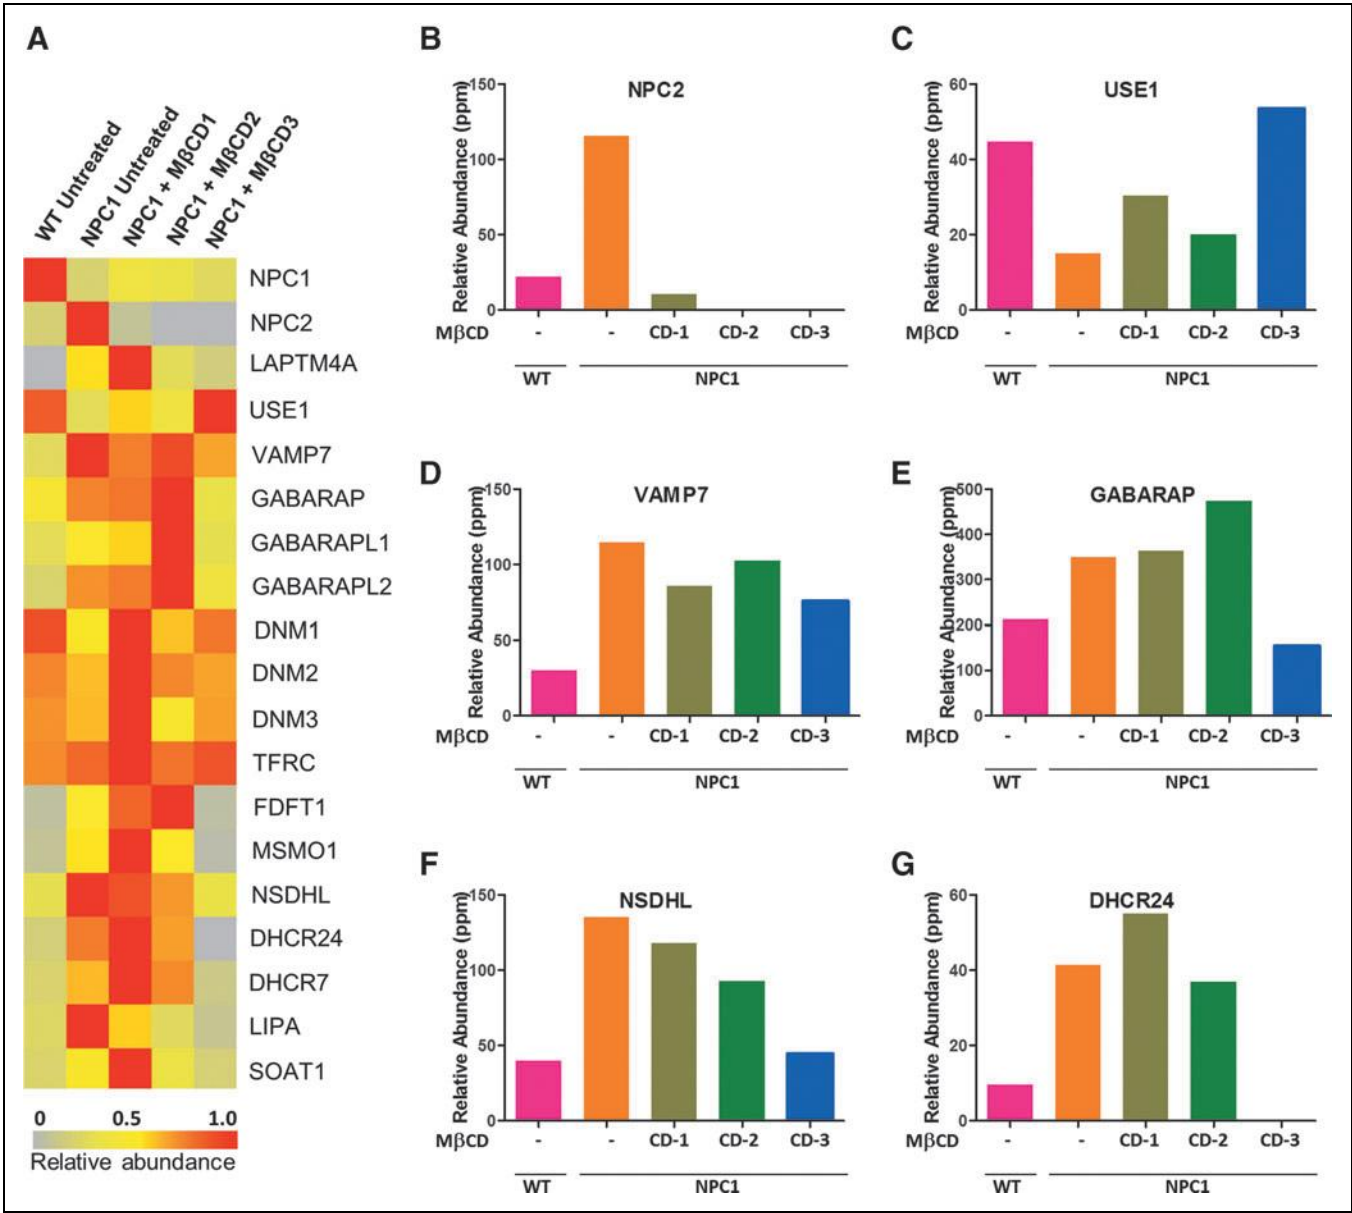 A
WT Untreated
NPC1 Untreated
NPC1 + MβCD1
NPC1 + MβCD2
NPC1 + MβCD3
NPC1
NPC2
LAPTM4A
USE1
VAMP7
GABARAP
GABARAPL1
GABARAPL2
DNM1
DNM2
DNM3
TFRC
FDFT1
MSMO1
NSDHL
DHCR24
DHCR7
LIPA
SOAT1
0 0.5 1.0
Relative abundance
B
NPC2
Relative Abundance (ppm)
150
100
50
0
MβCD - - CD-1 CD-2 CD-3
WT NPC1
C
USE1
Relative Abundance (ppm)
60
40
20
0
MβCD - - CD-1 CD-2 CD-3
WT NPC1
D
VAMP7
Relative Abundance (ppm)
150
100
50
0
MβCD - - CD-1 CD-2 CD-3
WT NPC1
E
GABARAP
Relative Abundance (ppm)
500
400
300
200
100
0
MβCD - - CD-1 CD-2 CD-3
WT NPC1
F
NSDHL
Relative Abundance (ppm)
150
100
50
0
MβCD - - CD-1 CD-2 CD-3
WT NPC1
G
DHCR24
Relative Abundance (ppm)
60
40
20
0
MβCD - - CD-1 CD-2 CD-3
WT NPC1